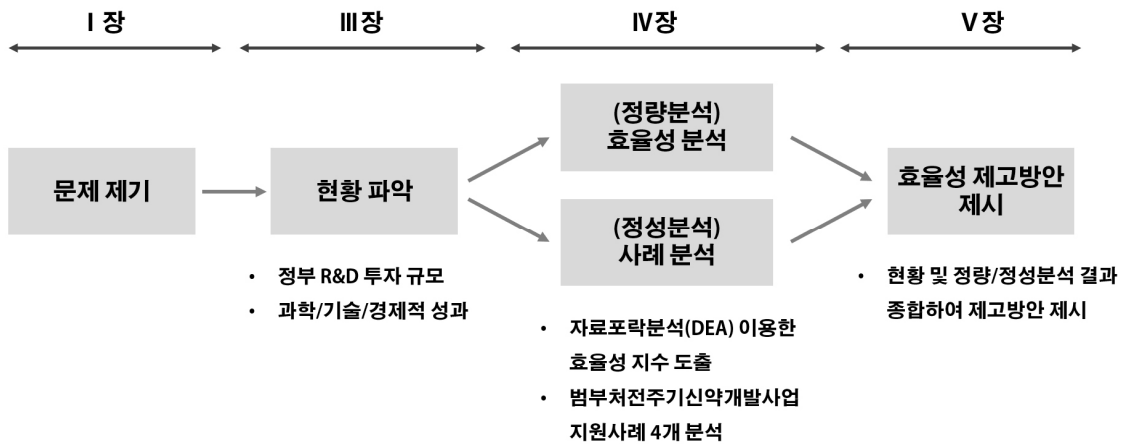 Ⅰ 장
Ⅲ장
Ⅳ장
Ⅴ장
문제 제기
현황 파악
(정량분석)
효율성 분석
(정성분석)
사례 분석
효율성 제고방안
제시
• 정부 R&D 투자 규모
• 과학/기술/경제적 성과
• 자료포락분석(DEA) 이용한
효율성 지수 도출
• 범부처전주기신약개발사업
지원사례 4개 분석
• 현황 및 정량/정성분석 결과
종합하여 제고방안 제시